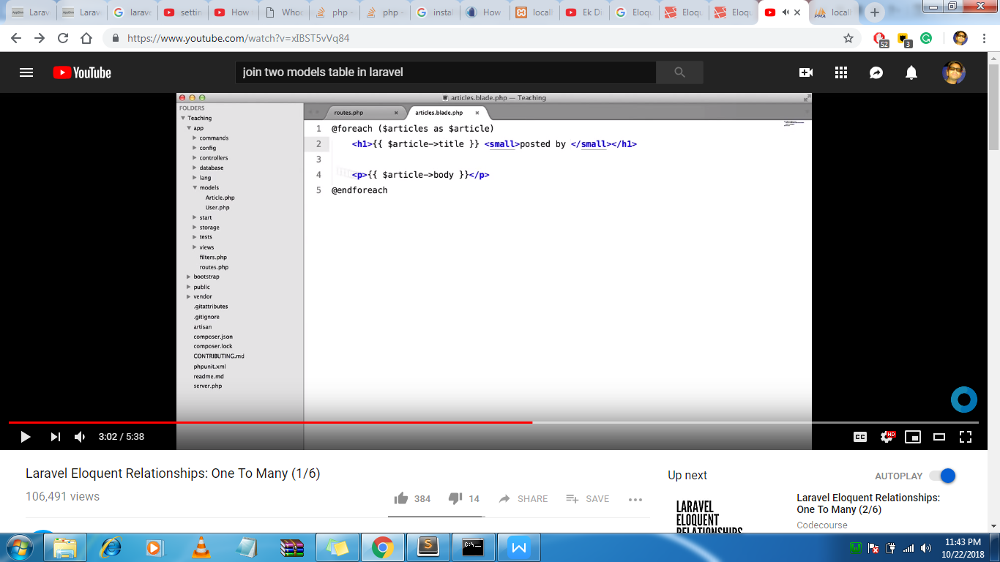 Larav
Larav
larave
settin
How t
Whoo
php -
php -
instal
How
locall
Ek Di
Eloqu
Eloqu
Eloqu
PMA locall
https://www.youtube.com/watch?v=xIBST5vVq84
52
3
YouTube
join two models table in laravel
articles.blade.php — Teaching
FOLDERS
Teaching
app
commands
config
controllers
database
lang
models
Article.php
User.php
start
storage
tests
views
filters.php
routes.php
bootstrap
public
vendor
.gitattributes
.gitignore
artisan
composer.json
composer.lock
CONTRIBUTING.md
phpunit.xml
readme.md
server.php
routes.php
articles.blade.php
1 @foreach ($articles as $article)
2 <h1>{{ $article->title }} <small>posted by </small></h1>
3
4 <p>{{ $article->body }}</p>
5 @endforeach
3:02 / 5:38
CC
HD
Laravel Eloquent Relationships: One To Many (1/6)
106,491 views
384
14
SHARE
SAVE
Up next
AUTOPLAY
LARAVEL
ELOQUENT
RELATIONSHIPS
Laravel Eloquent Relationships:
One To Many (2/6)
Codecourse
11:43 PM
10/22/2018